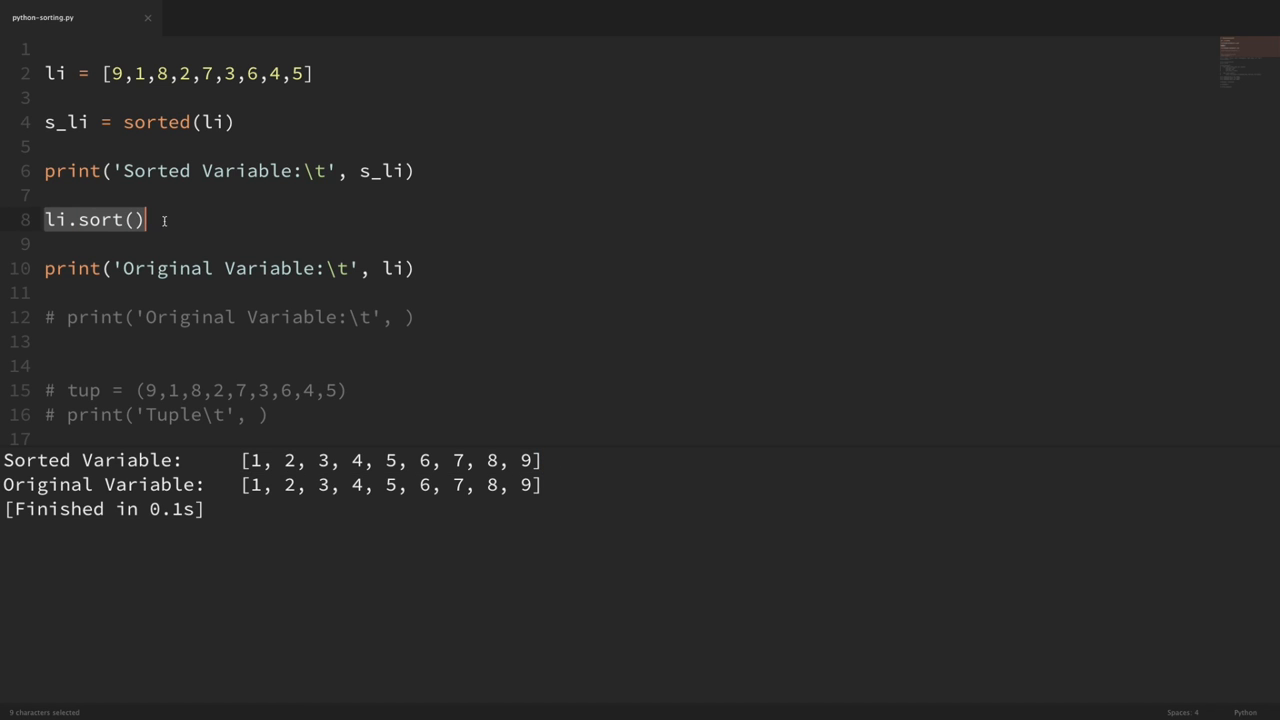 python-sorting.py ×
1
2 li = [9,1,8,2,7,3,6,4,5]
3
4 s_li = sorted(li)
5
6 print('Sorted Variable:\t', s_li)
7
8 li.sort()
9
10 print('Original Variable:\t', li)
11
12 # print('Original Variable:\t', )
13
14
15 # tup = (9,1,8,2,7,3,6,4,5)
16 # print('Tuple\t', )
17
Sorted Variable: [1, 2, 3, 4, 5, 6, 7, 8, 9]
Original Variable: [1, 2, 3, 4, 5, 6, 7, 8, 9]
[Finished in 0.1s]
9 characters selected Spaces: 4 Python